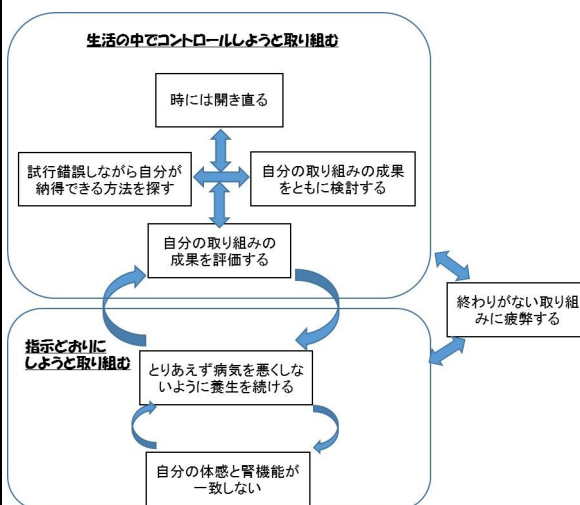 生活の中でコントロールしようと取り組む
時には開き直る
試行錯誤しながら自分が
納得できる方法を探す
自分の取り組みの成果
をともに検討する
自分の取り組みの
成果を評価する
終わりがない取り組
みに疲弊する
指示どおりに
しようと取り組む
とりあえず病気を悪くしな
いように養生を続ける
自分の体感と腎機能が
一致しない